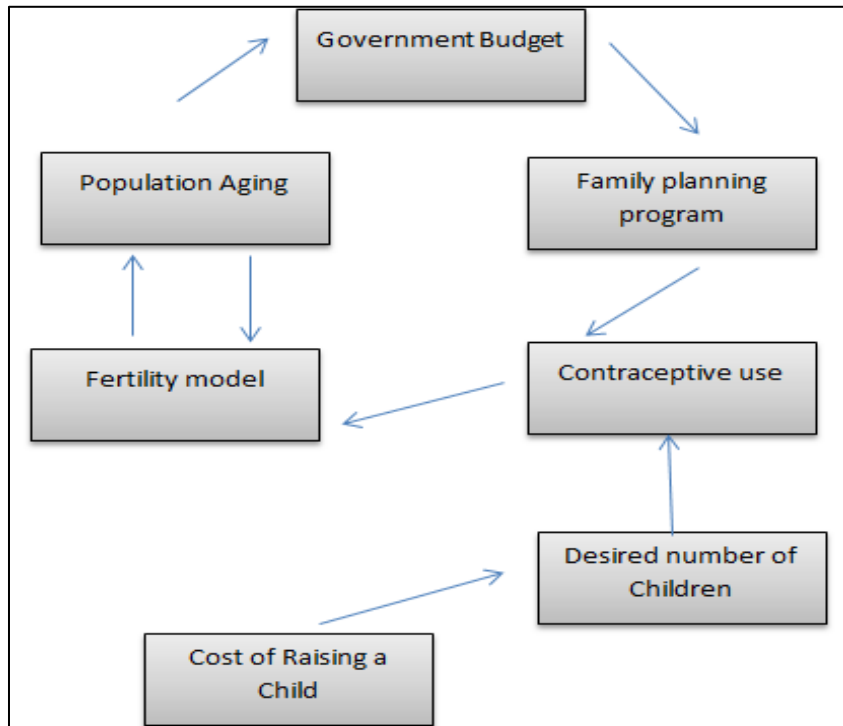 Government Budget
Population Aging
Family planning
program
Fertility model
Contraceptive use
Desired number of
Children
Cost of Raising a
Child